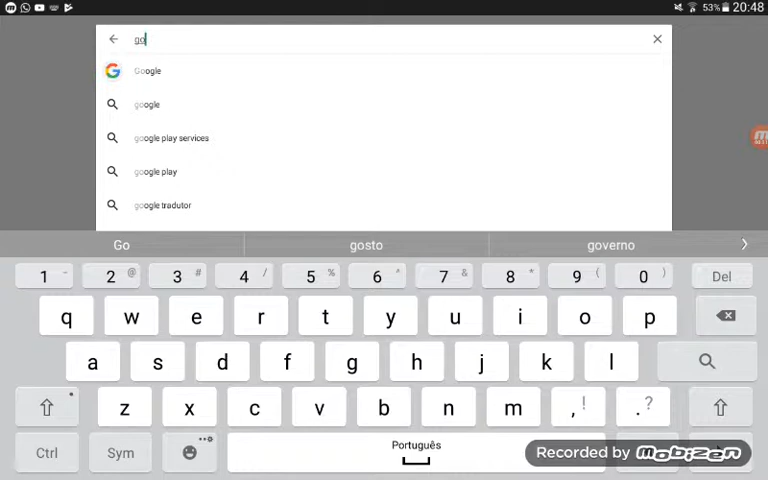 53% 20:48
go
Google
google
google play services
google play
google tradutor
Go gosto governo
1 - 2 @ 3 # 4 / 5 % 6 ^ 7 & 8 * 9 ( 0 ) Del
q w e r t y u i o p
a s d f g h j k l
z x c v b n m , ! . ?
Ctrl Sym Português
Recorded by mobizen